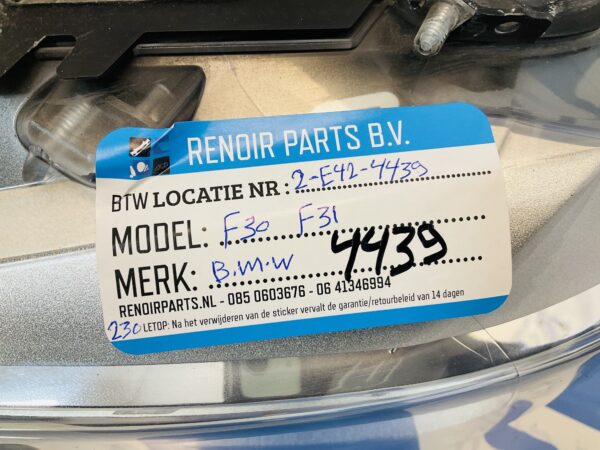 RENOIR PARTS B.V.
BTW LOCATIE NR : 2-E42-4439
MODEL: F30 F31
MERK: B.M.W 4439
RENOIRPARTS.NL - 085 0603676 - 06 41346994
230 LETOP: Na het verwijderen van de sticker vervalt de garantie/retourbeleid van 14 dagen